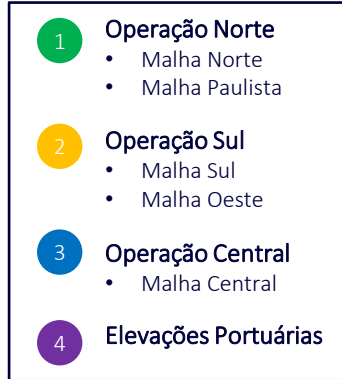 1 Operação Norte
• Malha Norte
• Malha Paulista
2 Operação Sul
• Malha Sul
• Malha Oeste
3 Operação Central
• Malha Central
4 Elevações Portuárias